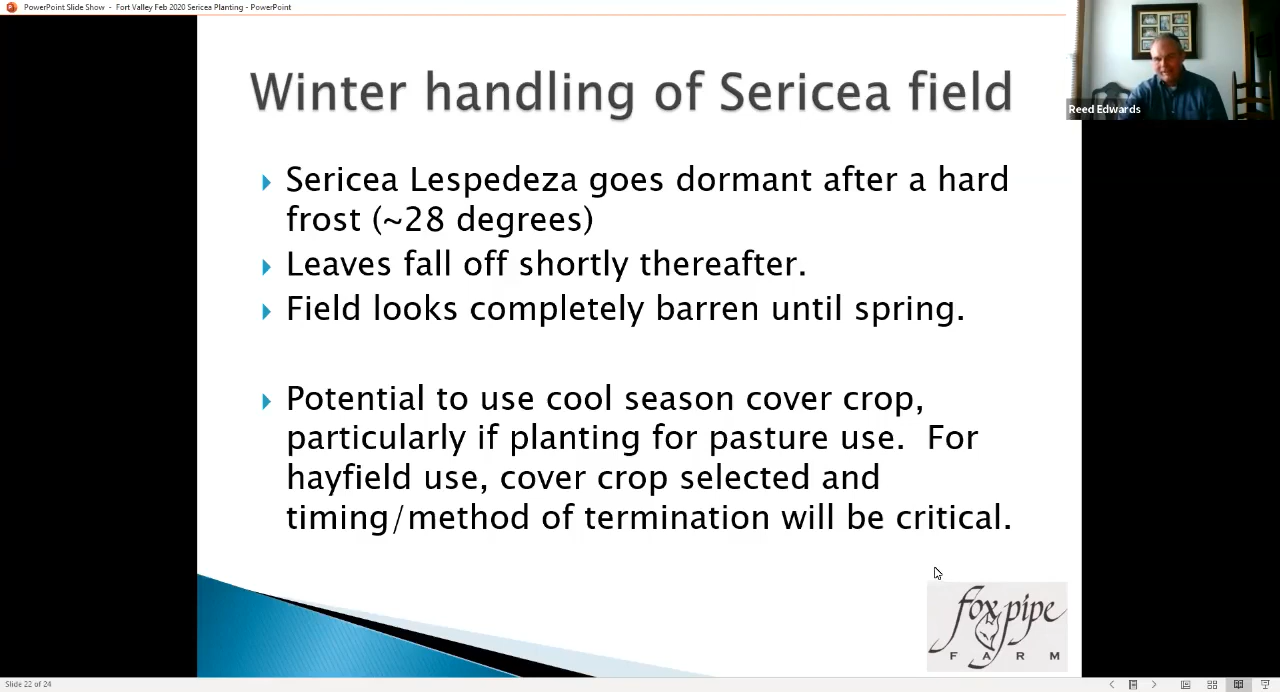 PowerPoint Slide Show - Fort Valley Feb 2020 Sericea Planting - PowerPoint
Reed Edwards
Winter handling of Sericea field
Sericea Lespedeza goes dormant after a hard
frost (~28 degrees)
Leaves fall off shortly thereafter.
Field looks completely barren until spring.
Potential to use cool season cover crop,
particularly if planting for pasture use.  For
hayfield use, cover crop selected and
timing/method of termination will be critical.
fox pipe
FARM
Slide 22 of 24